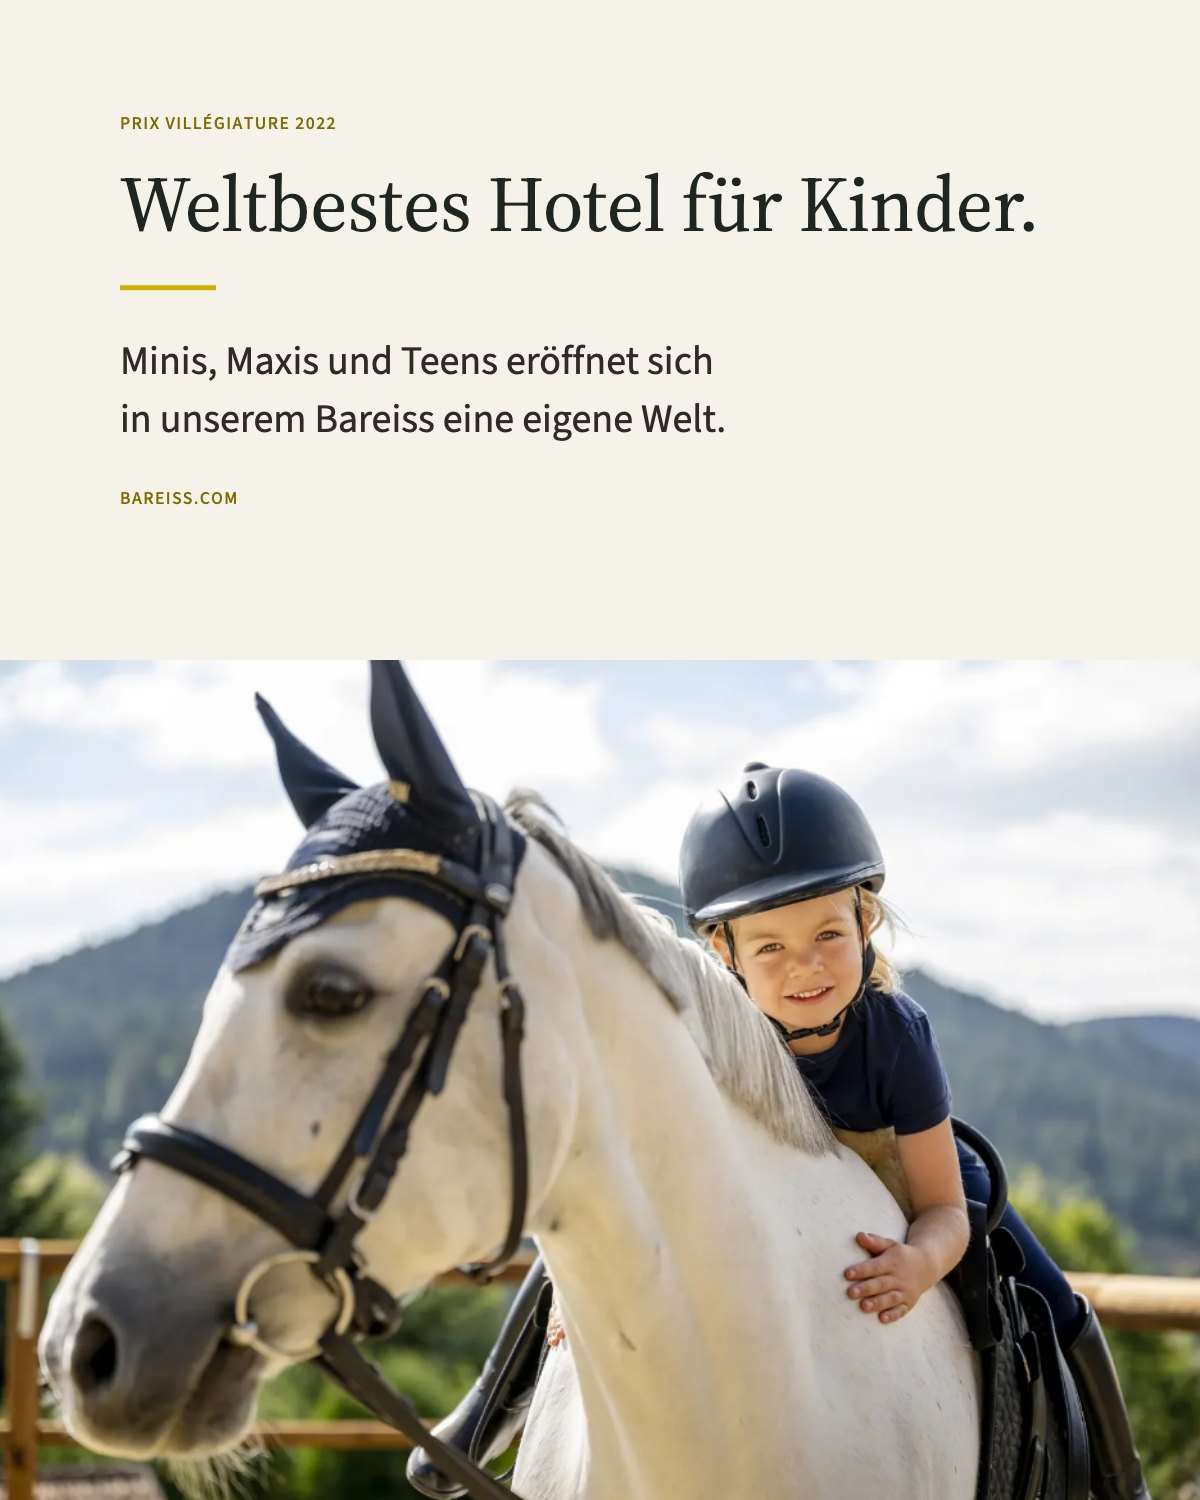 PRIX VILLÉGIATURE 2022
Weltbestes Hotel für Kinder.
Minis, Maxis und Teens eröffnet sich
in unserem Bareiss eine eigene Welt.
BAREISS.COM